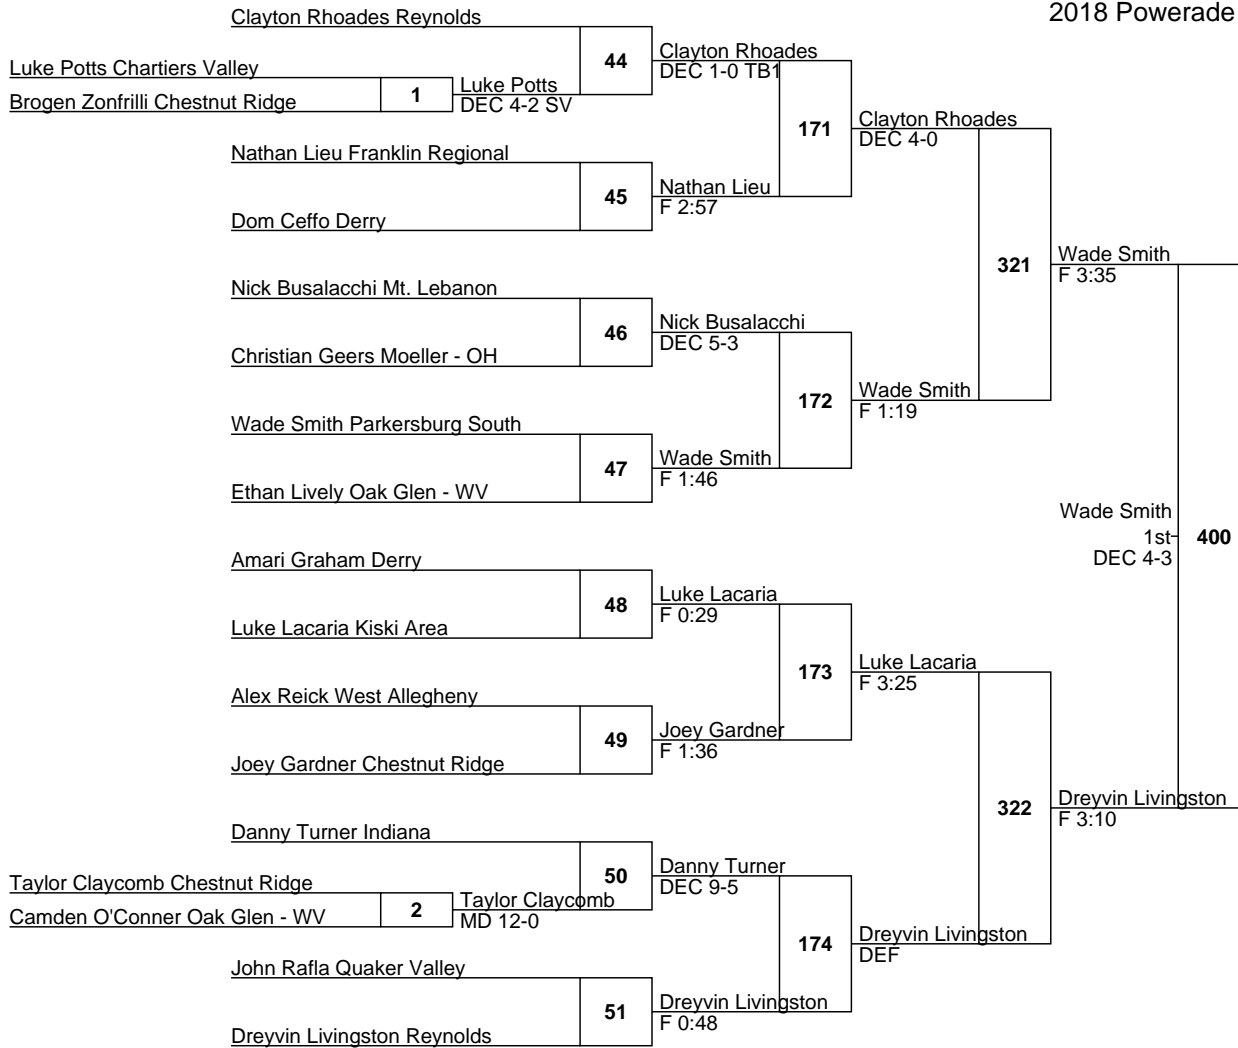 2018 Powerade
Clayton Rhoades Reynolds
44
Clayton Rhoades
DEC 1-0 TB1
Luke Potts Chartiers Valley
1
Luke Potts
Brogen Zonfrilli Chestnut Ridge
DEC 4-2 SV
171
Clayton Rhoades
DEC 4-0
Nathan Lieu Franklin Regional
45
Nathan Lieu
F 2:57
Dom Ceffo Derry
321
Wade Smith
F 3:35
Nick Busalacchi Mt. Lebanon
46
Nick Busalacchi
DEC 5-3
Christian Geers Moeller - OH
172
Wade Smith
F 1:19
Wade Smith Parkersburg South
47
Wade Smith
F 1:46
Ethan Lively Oak Glen - WV
Wade Smith
1st
400
DEC 4-3
Amari Graham Derry
48
Luke Lacaria
F 0:29
Luke Lacaria Kiski Area
173
Luke Lacaria
F 3:25
Alex Reick West Allegheny
49
Joey Gardner
F 1:36
Joey Gardner Chestnut Ridge
322
Dreyvin Livingston
F 3:10
Danny Turner Indiana
50
Danny Turner
DEC 9-5
Taylor Claycomb Chestnut Ridge
2
Taylor Claycomb
Camden O'Conner Oak Glen - WV
MD 12-0
174
Dreyvin Livingston
DEF
John Rafla Quaker Valley
51
Dreyvin Livingston
F 0:48
Dreyvin Livingston Reynolds